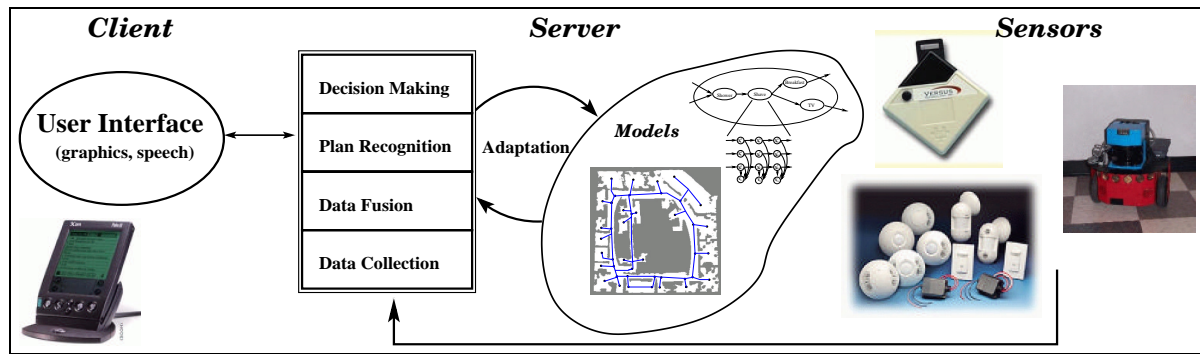 Client
Server
Sensors
User Interface
(graphics, speech)
Decision Making
Plan Recognition
Data Fusion
Data Collection
Adaptation
Models
Shower
Shave
Breakfast
TV
VERSUS